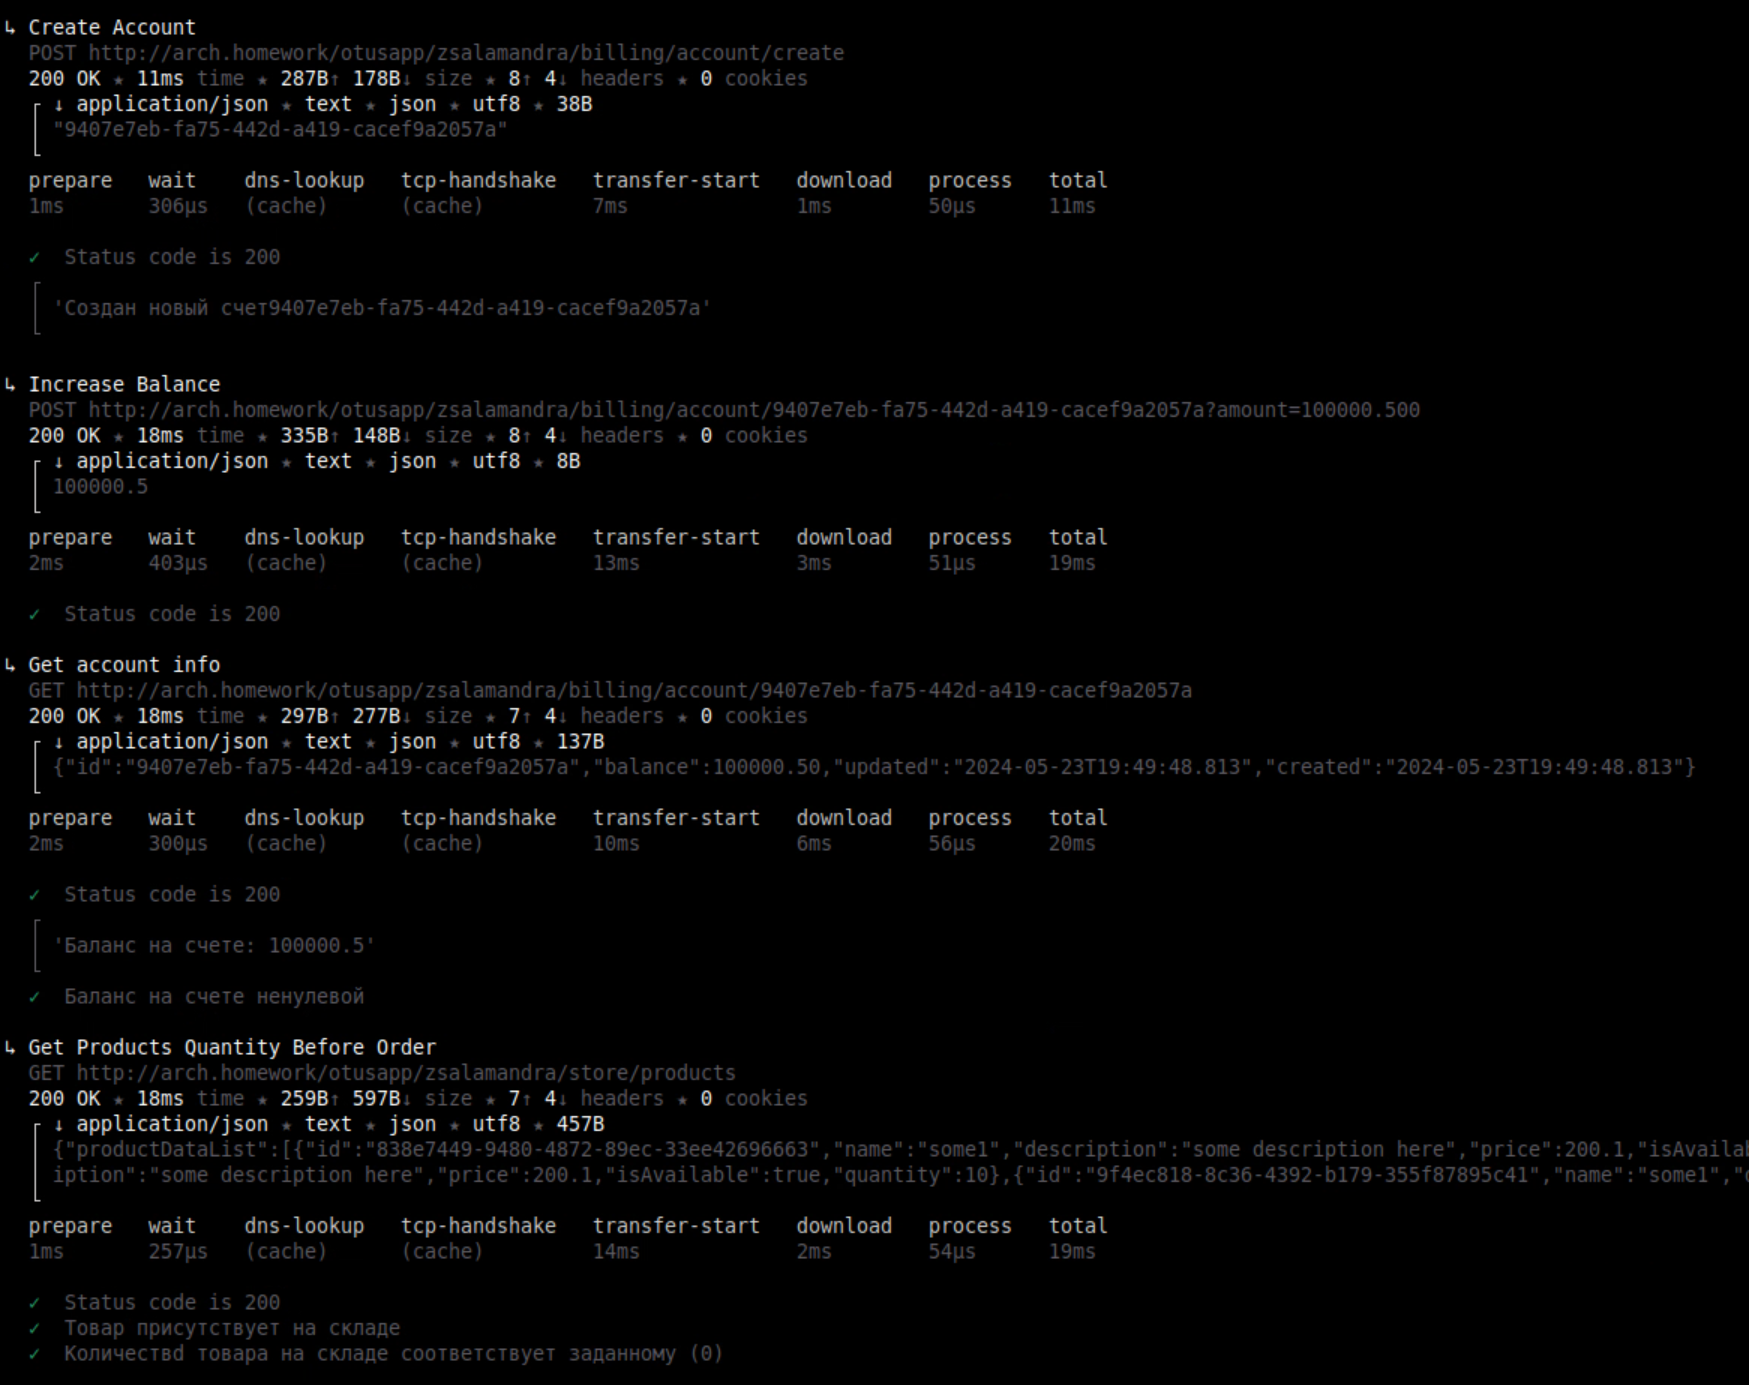 ↳ Create Account
POST http://arch.homework/otusapp/zsalamandra/billing/account/create
200 OK ★ 11ms time ★ 287B↑ 178B↓ size ★ 8↑ 4↓ headers ★ 0 cookies
↓ application/json ★ text ★ json ★ utf8 ★ 38B
"9407e7eb-fa75-442d-a419-cacef9a2057a"
prepare wait dns-lookup tcp-handshake transfer-start download process total
1ms 306µs (cache) (cache) 7ms 1ms 50µs 11ms
✓ Status code is 200
'Создан новый счет9407e7eb-fa75-442d-a419-cacef9a2057a'
↳ Increase Balance
POST http://arch.homework/otusapp/zsalamandra/billing/account/9407e7eb-fa75-442d-a419-cacef9a2057a?amount=100000.500
200 OK ★ 18ms time ★ 335B↑ 148B↓ size ★ 8↑ 4↓ headers ★ 0 cookies
↓ application/json ★ text ★ json ★ utf8 ★ 8B
100000.5
prepare wait dns-lookup tcp-handshake transfer-start download process total
2ms 403µs (cache) (cache) 13ms 3ms 51µs 19ms
✓ Status code is 200
↳ Get account info
GET http://arch.homework/otusapp/zsalamandra/billing/account/9407e7eb-fa75-442d-a419-cacef9a2057a
200 OK ★ 18ms time ★ 297B↑ 277B↓ size ★ 7↑ 4↓ headers ★ 0 cookies
↓ application/json ★ text ★ json ★ utf8 ★ 137B
{"id":"9407e7eb-fa75-442d-a419-cacef9a2057a","balance":100000.50,"updated":"2024-05-23T19:49:48.813","created":"2024-05-23T19:49:48.813"}
prepare wait dns-lookup tcp-handshake transfer-start download process total
2ms 300µs (cache) (cache) 10ms 6ms 56µs 20ms
✓ Status code is 200
'Баланс на счете: 100000.5'
✓ Баланс на счете ненулевой
↳ Get Products Quantity Before Order
GET http://arch.homework/otusapp/zsalamandra/store/products
200 OK ★ 18ms time ★ 259B↑ 597B↓ size ★ 7↑ 4↓ headers ★ 0 cookies
↓ application/json ★ text ★ json ★ utf8 ★ 457B
{"productDataList":[{"id":"838e7449-9480-4872-89ec-33ee42696663","name":"some1","description":"some description here","price":200.1,"isAvailab
iption":"some description here","price":200.1,"isAvailable":true,"quantity":10},{"id":"9f4ec818-8c36-4392-b179-355f87895c41","name":"some1","
prepare wait dns-lookup tcp-handshake transfer-start download process total
1ms 257µs (cache) (cache) 14ms 2ms 54µs 19ms
✓ Status code is 200
✓ Товар присутствует на складе
✓ Количествd товара на складе соответствует заданному (0)